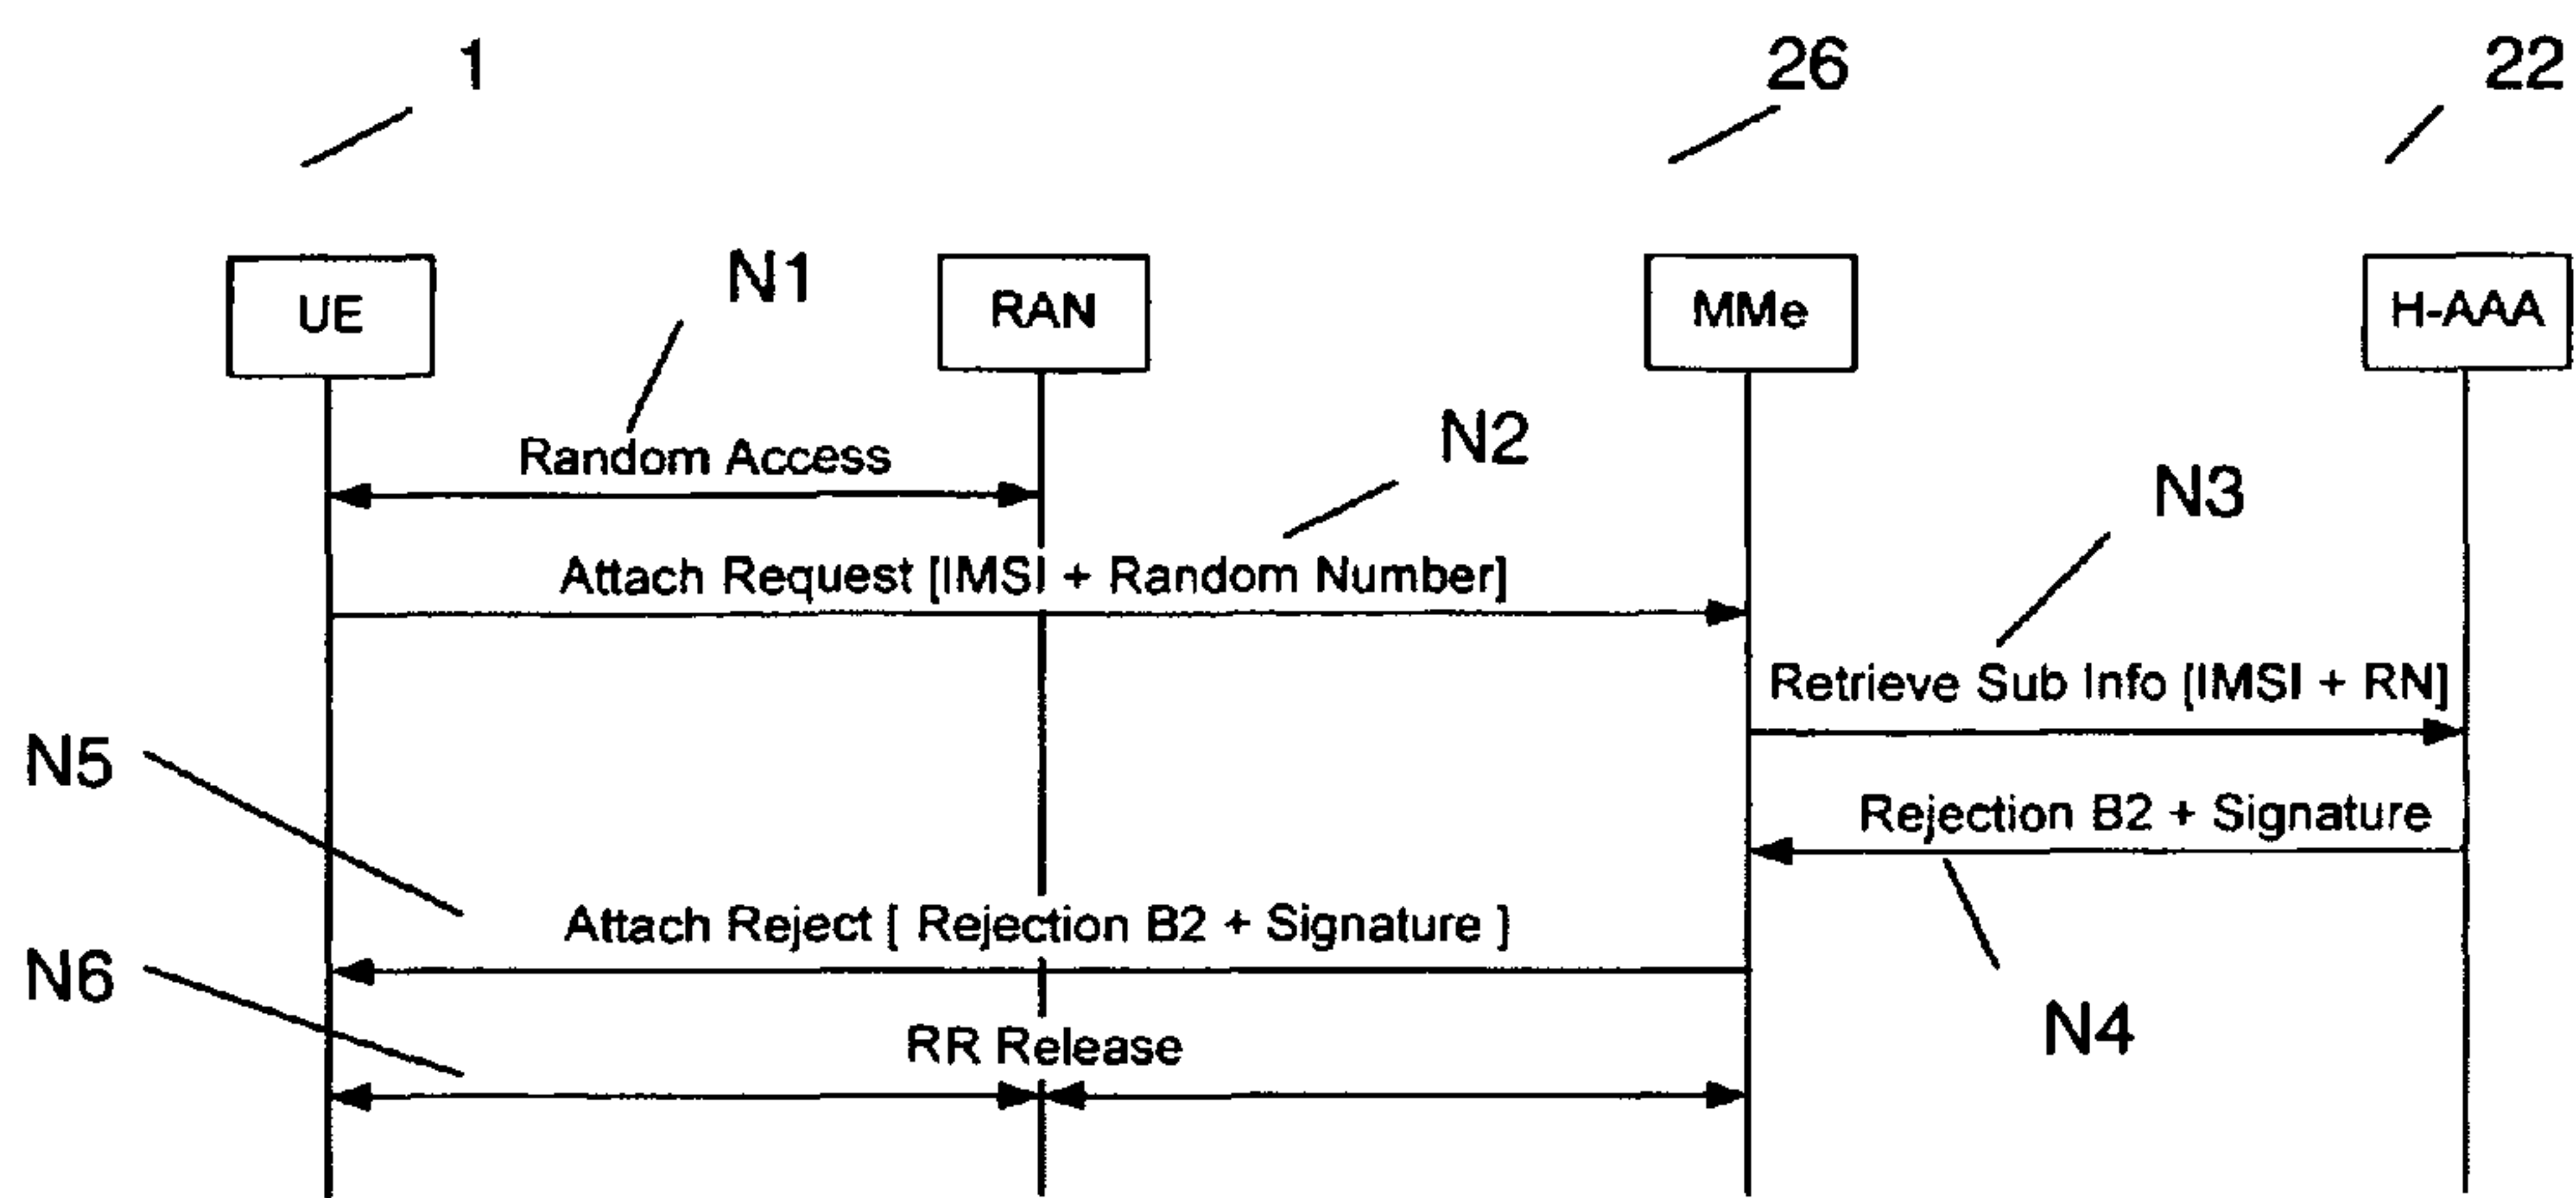 1
26
22
UE
N1
RAN
MMe
H-AAA
Random Access
N2
Attach Request [IMSI + Random Number]
N3
Retrieve Sub Info [IMSI + RN]
N5
Rejection B2 + Signature
Attach Reject [ Rejection B2 + Signature ]
N6
N4
RR Release